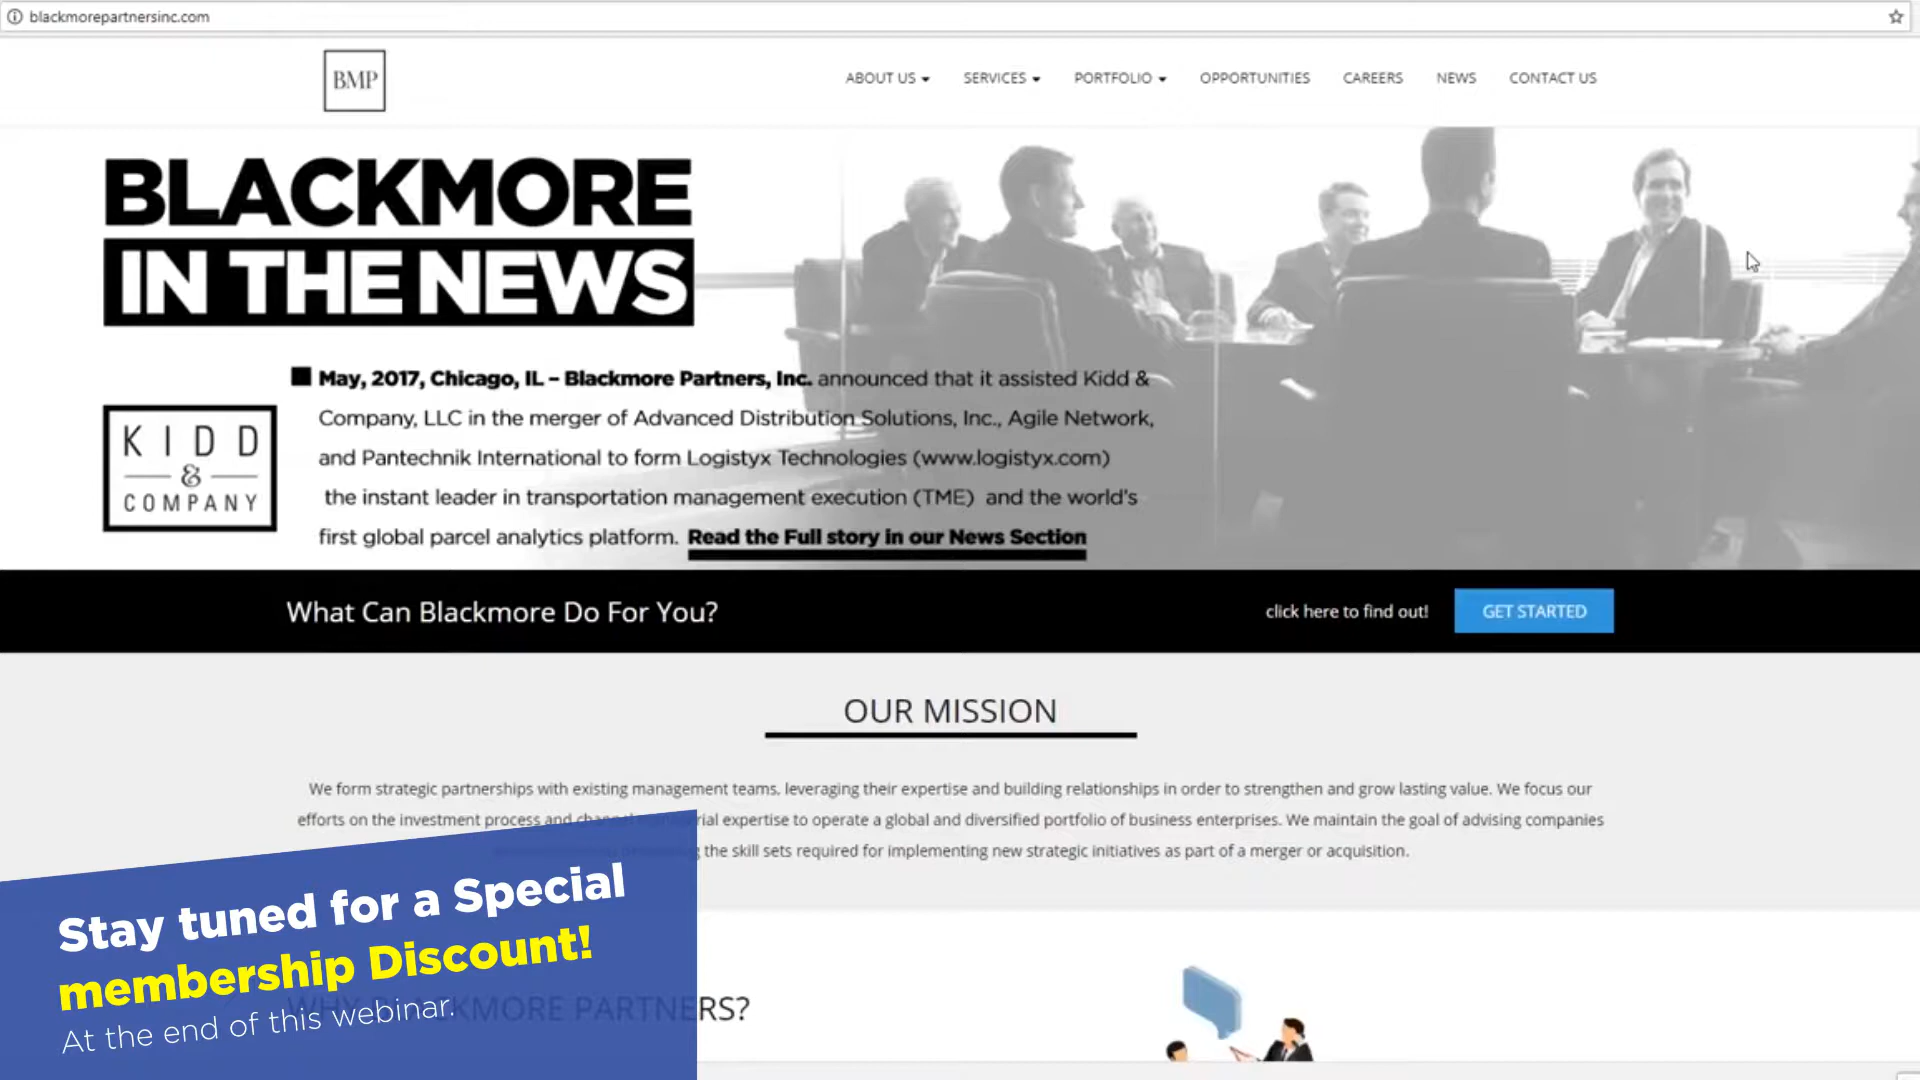 blackmorepartnersinc.com
BMP
ABOUT US SERVICES PORTFOLIO OPPORTUNITIES CAREERS NEWS CONTACT US
BLACKMORE
IN THE NEWS
May, 2017, Chicago, IL – Blackmore Partners, Inc. announced that it assisted Kidd &
Company, LLC in the merger of Advanced Distribution Solutions, Inc., Agile Network,
and Pantechnik International to form Logistyx Technologies (www.logistyx.com)
the instant leader in transportation management execution (TME) and the world's
first global parcel analytics platform. Read the Full story in our News Section
KIDD
&
COMPANY
What Can Blackmore Do For You?
click here to find out! GET STARTED
OUR MISSION
We form strategic partnerships with existing management teams, leveraging their expertise and building relationships in order to strengthen and grow lasting value. We focus our
efforts on the investment process and expertise to operate a global and diversified portfolio of business enterprises. We maintain the goal of advising companies
the skill sets required for implementing new strategic initiatives as part of a merger or acquisition.
WHY BLACKMORE PARTNERS?
Stay tuned for a Special
membership Discount!
At the end of this webinar.